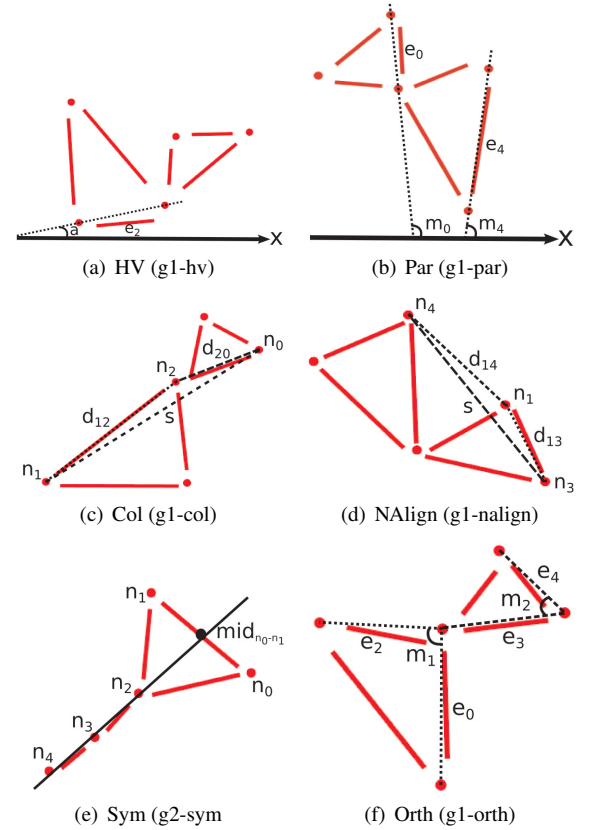 a
e2
X
(a) HV (g1-hv)
e0
e4
m0
m4
X
(b) Par (g1-par)
n0
n2
d20
d12
s
n1
(c) Col (g1-col)
n4
d14
n1
s
d13
n3
(d) NAlign (g1-nalign)
n1
midn0-n1
n2
n0
n3
n4
(e) Sym (g2-sym
e4
m2
e2
m1
e3
e0
(f) Orth (g1-orth)